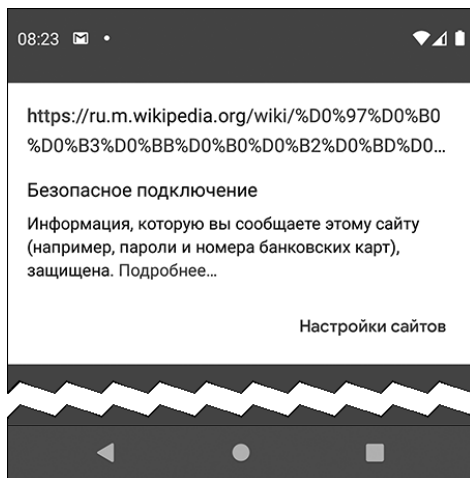 08:23
https://ru.m.wikipedia.org/wiki/%D0%97%D0%B0
%D0%B3%D0%BB%D0%B0%D0%B2%D0%BD%D0...
Безопасное подключение
Информация, которую вы сообщаете этому сайту
(например, пароли и номера банковских карт),
защищена. Подробнее...
Настройки сайтов